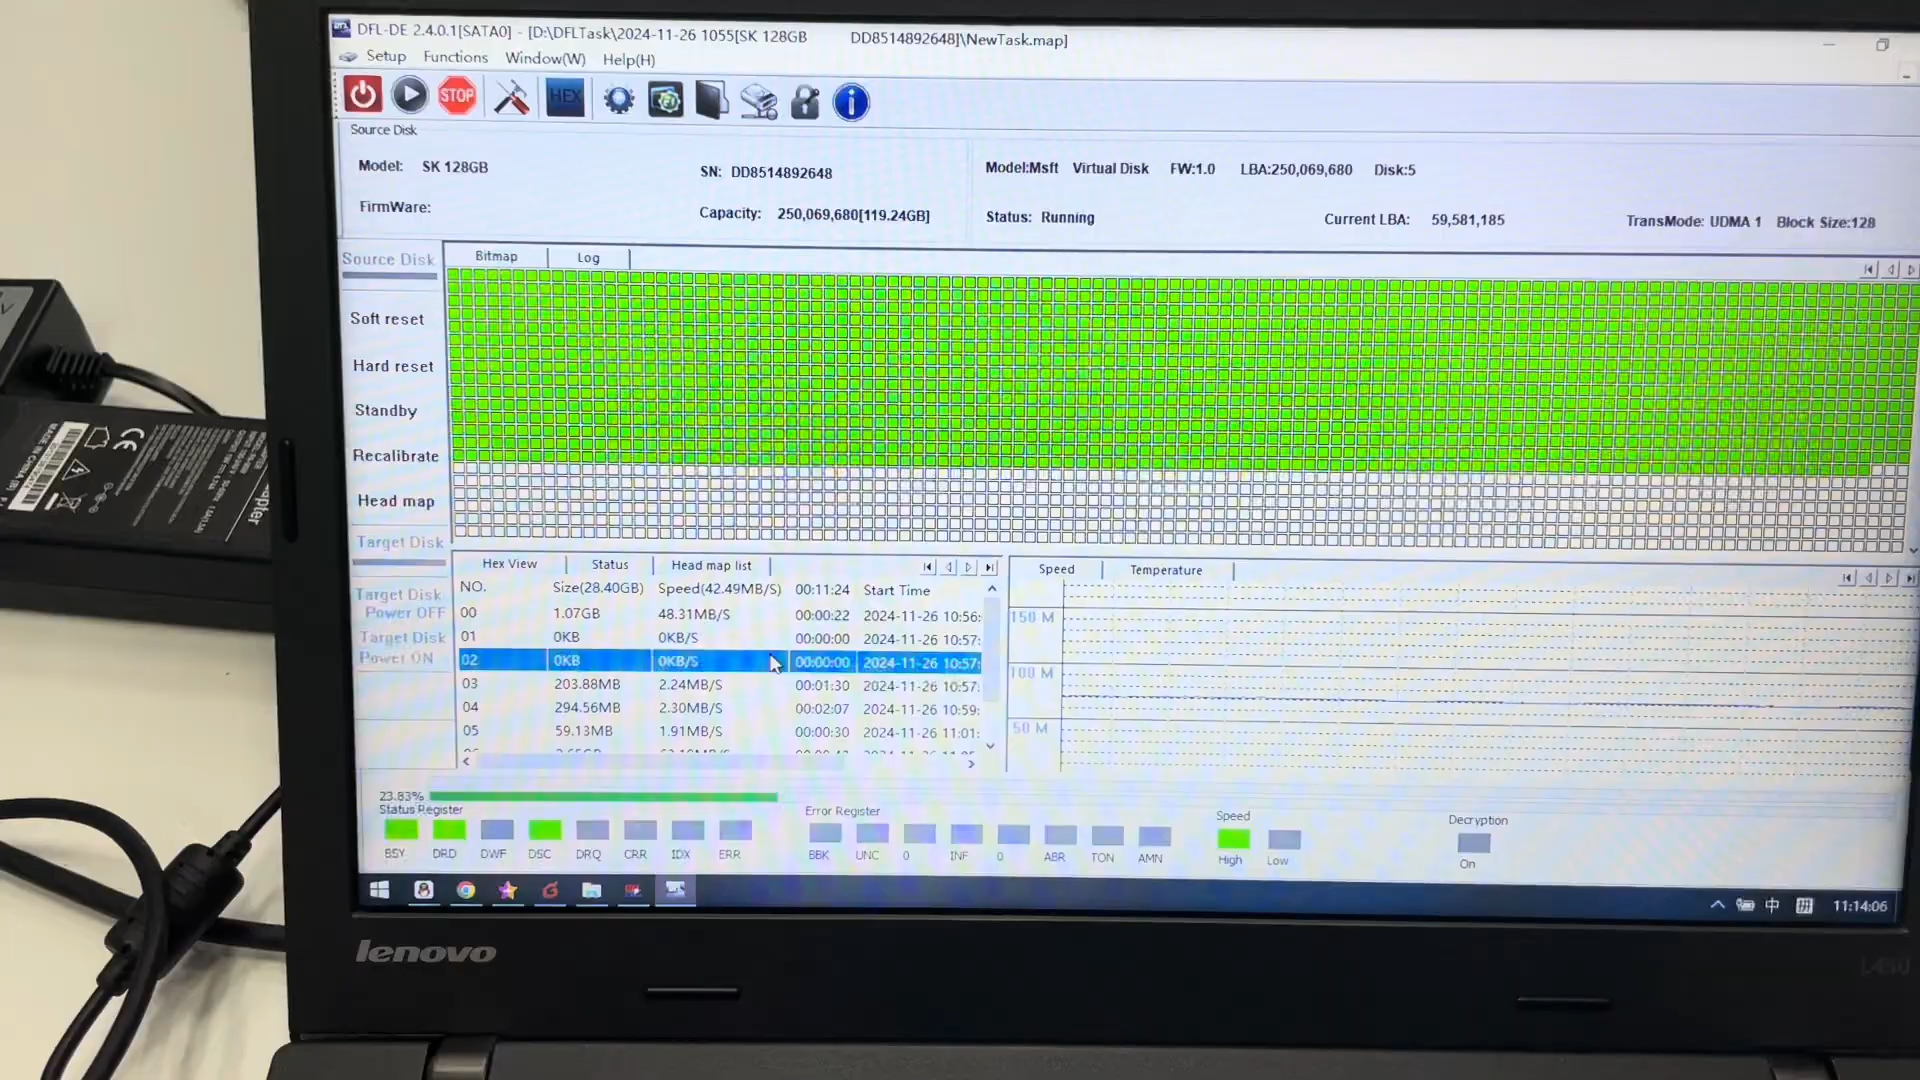 DFL-DE 2.4.0.1[SATA0] - [D:\DFLTask\2024-11-26 1055[SK 128GB DD8514892648]\NewTask.map]
Setup Functions Window(W) Help(H)
STOP HEX
Source Disk
Model: SK 128GB SN: DD8514892648 Model:Msft Virtual Disk FW:1.0 LBA:250,069,680 Disk:5
FirmWare: Capacity: 250,069,680[119.24GB] Status: Running Current LBA: 59,581,185 TransMode: UDMA 1 Block Size:128
Source Disk Bitmap Log
Soft reset
Hard reset
Standby
Recalibrate
Head map
Target Disk
Target Disk
Power OFF
Target Disk
Power ON
Hex View Status Head map list
NO. Size(28.40GB) Speed(42.49MB/S) 00:11:24 Start Time
00 1.07GB 48.31MB/S 00:00:22 2024-11-26 10:56:
01 0KB 0KB/S 00:00:00 2024-11-26 10:57:
02 0KB 0KB/S 00:00:00 2024-11-26 10:57:
03 203.88MB 2.24MB/S 00:01:30 2024-11-26 10:57:
04 294.56MB 2.30MB/S 00:02:07 2024-11-26 10:59:
05 59.13MB 1.91MB/S 00:00:30 2024-11-26 11:01:
Speed Temperature
150 M
100 M
50 M
23.83%
Status Register Error Register Speed Decryption
BSY DRD DWF DSC DRQ CRR IDX ERR BBK UNC 0 INF 0 ABR TON AMN High Low On
中 拼 11:14:06
lenovo
L450
CE
MADE IN CHINA